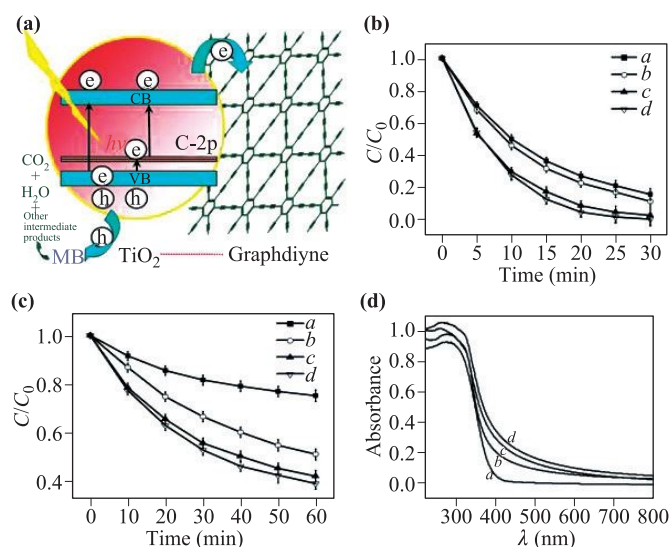 (a)
e
e
e
CB
hν
e
C-2p
CO2
+
H2O
+
Other
intermediate
products
e
VB
h
h
h
MB
TiO2
Graphdiyne
(b)
1.0
0.8
0.6
0.4
0.2
0.0
C/C0
a
b
c
d
0 5 10 15 20 25 30
Time (min)
(c)
1.0
0.8
0.6
0.4
C/C0
a
b
c
d
0 10 20 30 40 50 60
Time (min)
(d)
1.0
0.8
0.6
0.4
0.2
0.0
Absorbance
d
c
b
a
300 400 500 600 700 800
λ (nm)